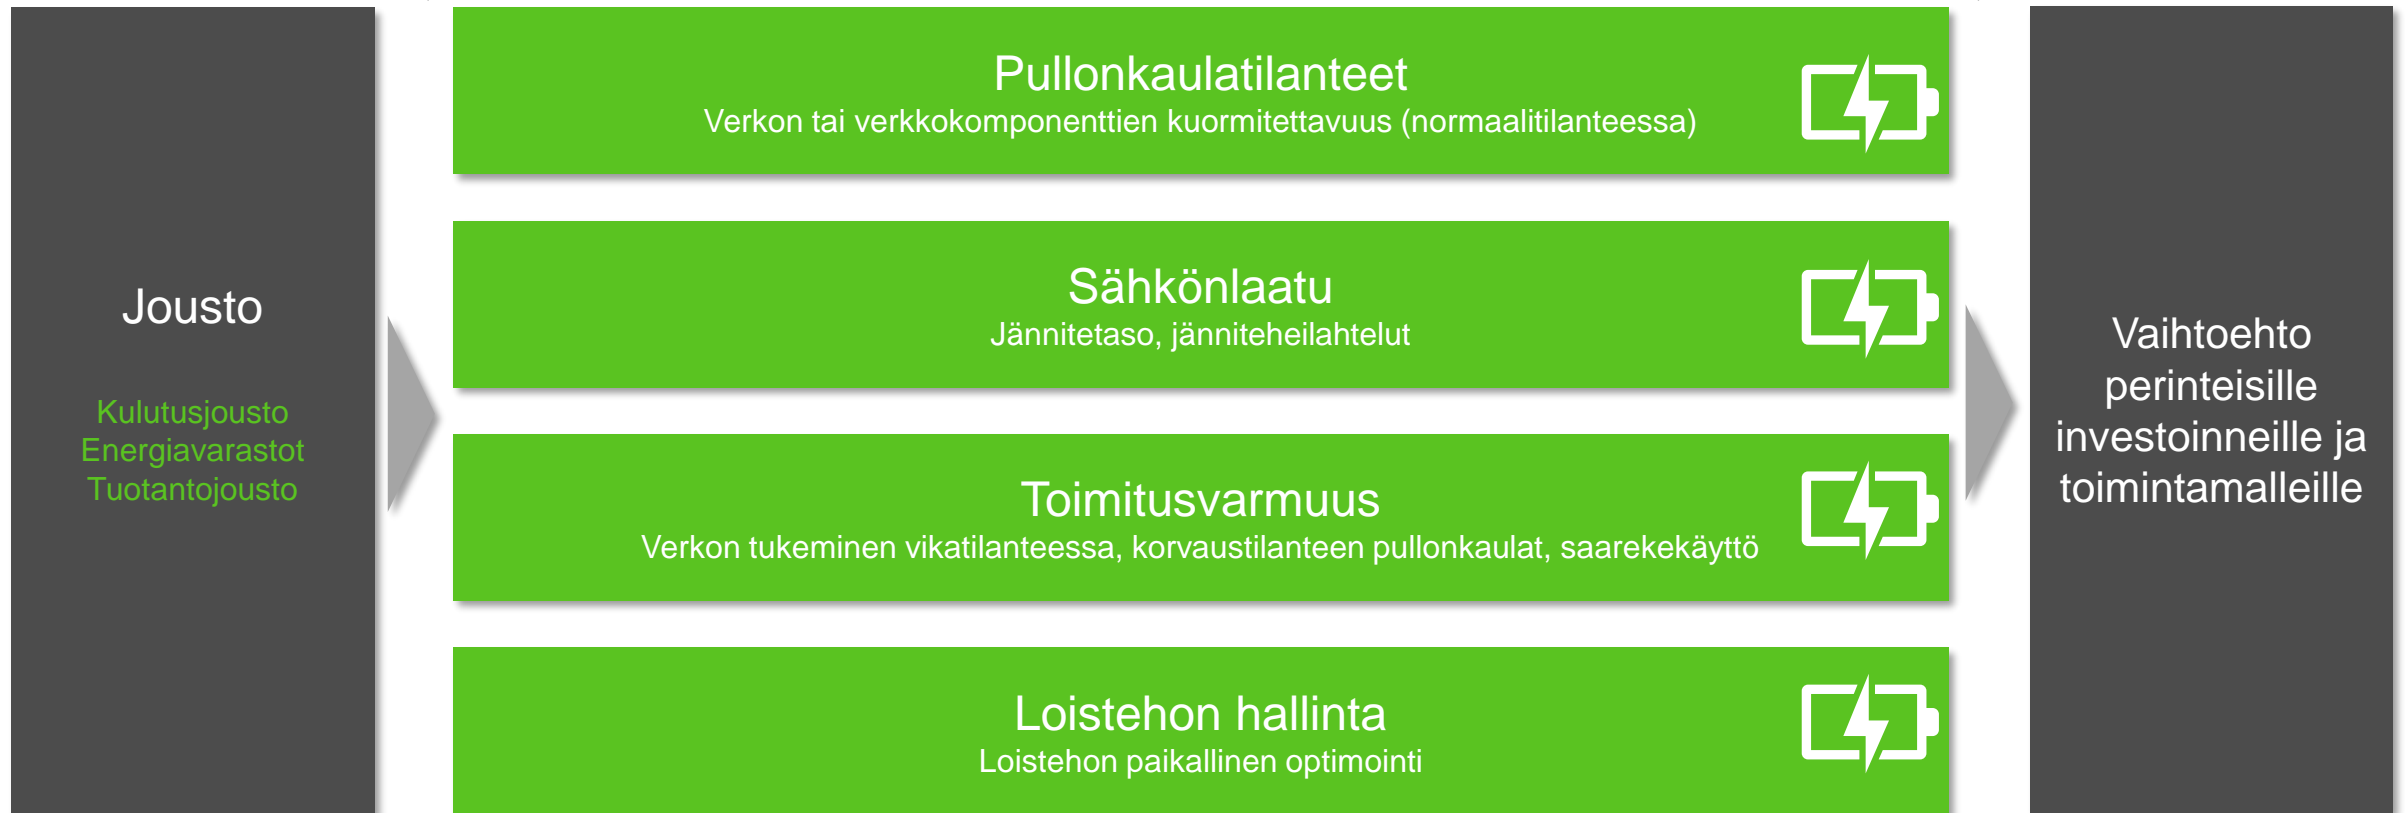 Jousto
Kulutusjousto
Energiavarastot
Tuotantojousto
Pullonkaulatilanteet
Verkon tai verkkokomponenttien kuormitettavuus (normaalitilanteessa)
Sähkönlaatu
Jännitetaso, jänniteheilahtelut
Toimitusvarmuus
Verkon tukeminen vikatilanteessa, korvaustilanteen pullonkaulat, saarekekäyttö
Loistehon hallinta
Loistehon paikallinen optimointi
Vaihtoehto
perinteisille
investoinneille ja
toimintamalleille